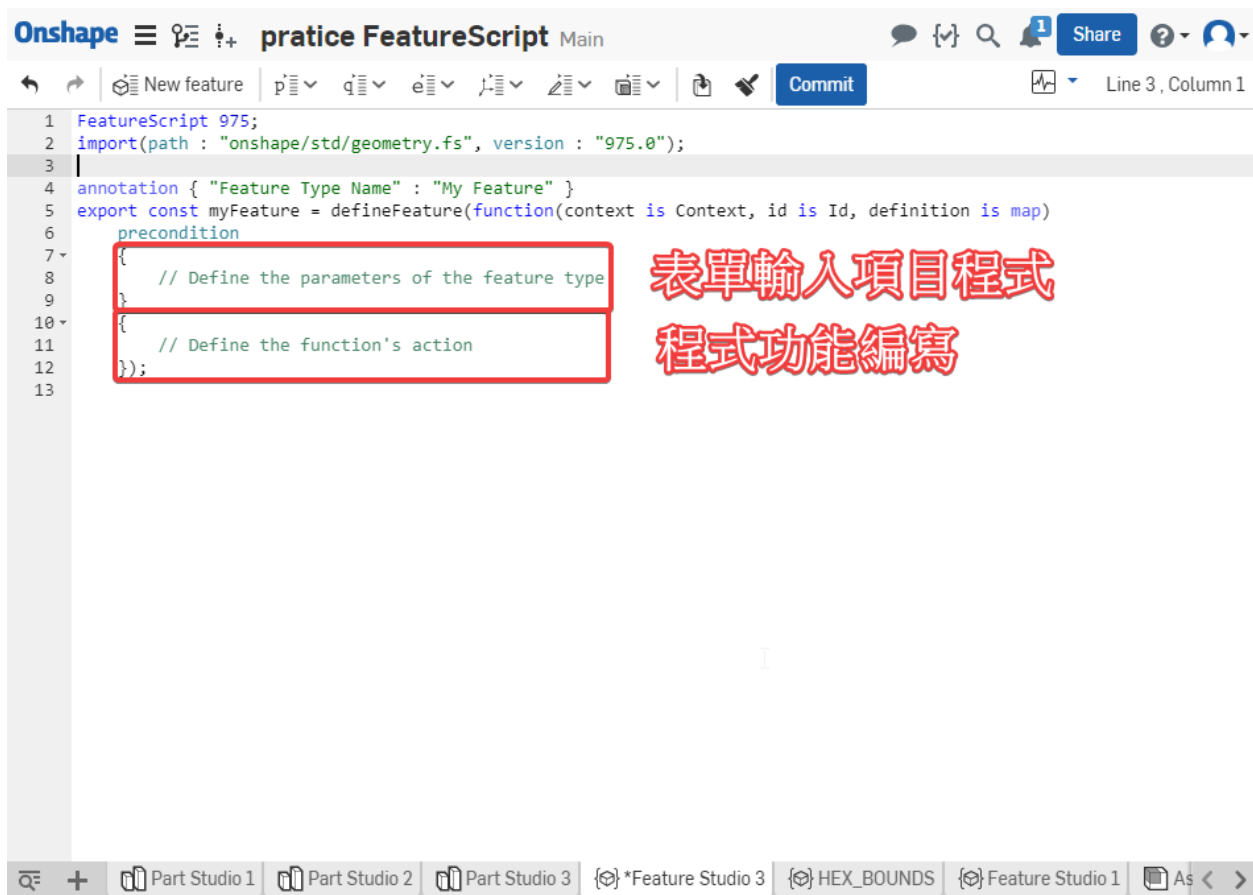 Onshape pratice FeatureScript Main 1 Share
New feature Commit Line 3 , Column 1
1 FeatureScript 975;
2 import(path : "onshape/std/geometry.fs", version : "975.0");
3
4 annotation { "Feature Type Name" : "My Feature" }
5 export const myFeature = defineFeature(function(context is Context, id is Id, definition is map)
6 precondition
7 {
8 // Define the parameters of the feature type
9 }
表單輸入項目程式
10 {
11 // Define the function's action
12 });
程式功能編寫
13
Part Studio 1 Part Studio 2 Part Studio 3 *Feature Studio 3 HEX_BOUNDS Feature Studio 1 As